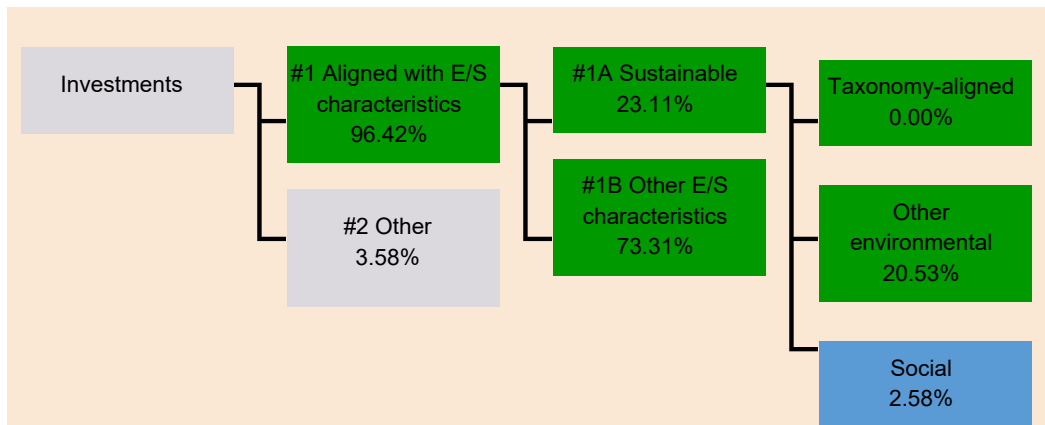 Investments
#1 Aligned with E/S
characteristics
96.42%
#2 Other
3.58%
#1A Sustainable
23.11%
#1B Other E/S
characteristics
73.31%
Taxonomy-aligned
0.00%
Other
environmental
20.53%
Social
2.58%